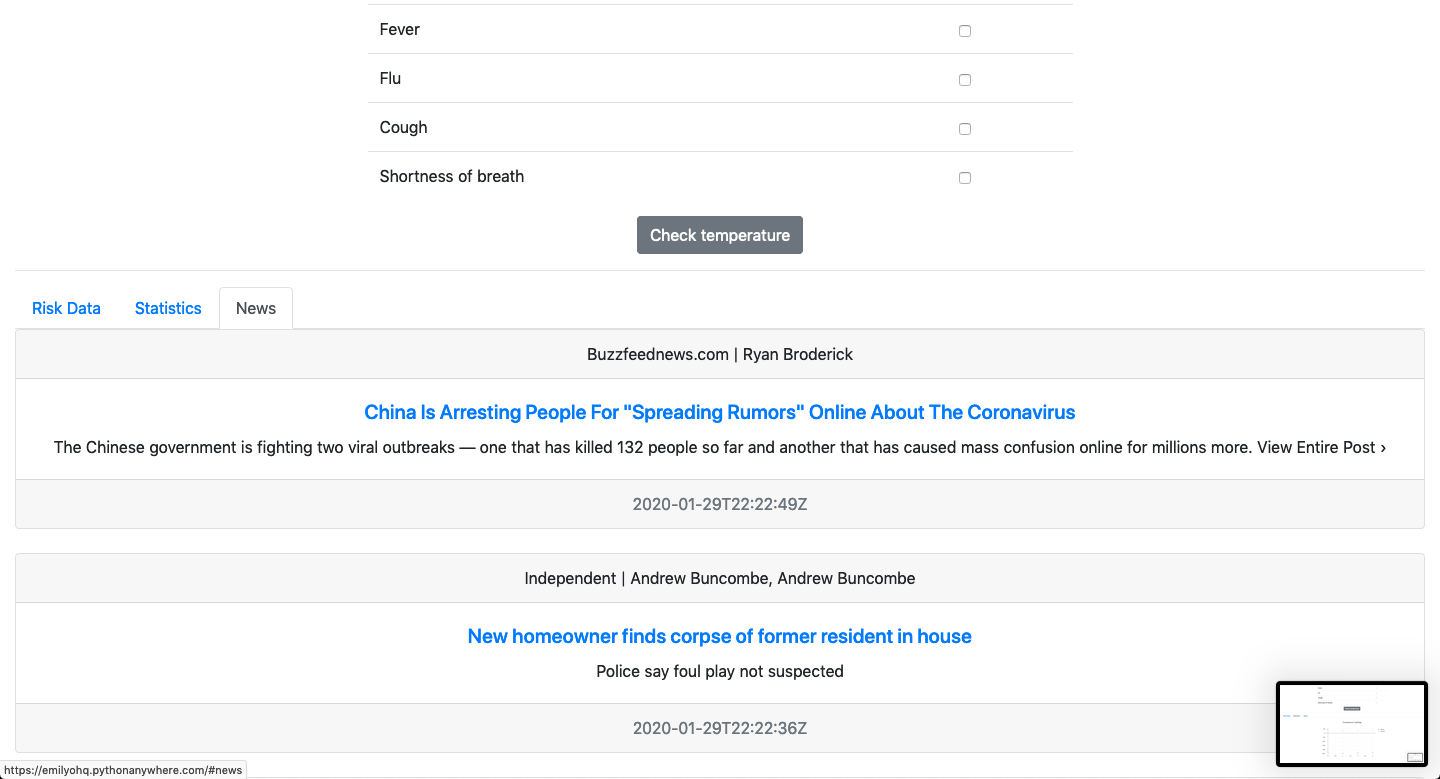 Fever
Flu
Cough
Shortness of breath
Check temperature
Risk Data Statistics News
Buzzfeednews.com | Ryan Broderick
China Is Arresting People For "Spreading Rumors" Online About The Coronavirus
The Chinese government is fighting two viral outbreaks — one that has killed 132 people so far and another that has caused mass confusion online for millions more. View Entire Post ›
2020-01-29T22:22:49Z
Independent | Andrew Buncombe, Andrew Buncombe
New homeowner finds corpse of former resident in house
Police say foul play not suspected
2020-01-29T22:22:36Z
https://emilyohq.pythonanywhere.com/#news